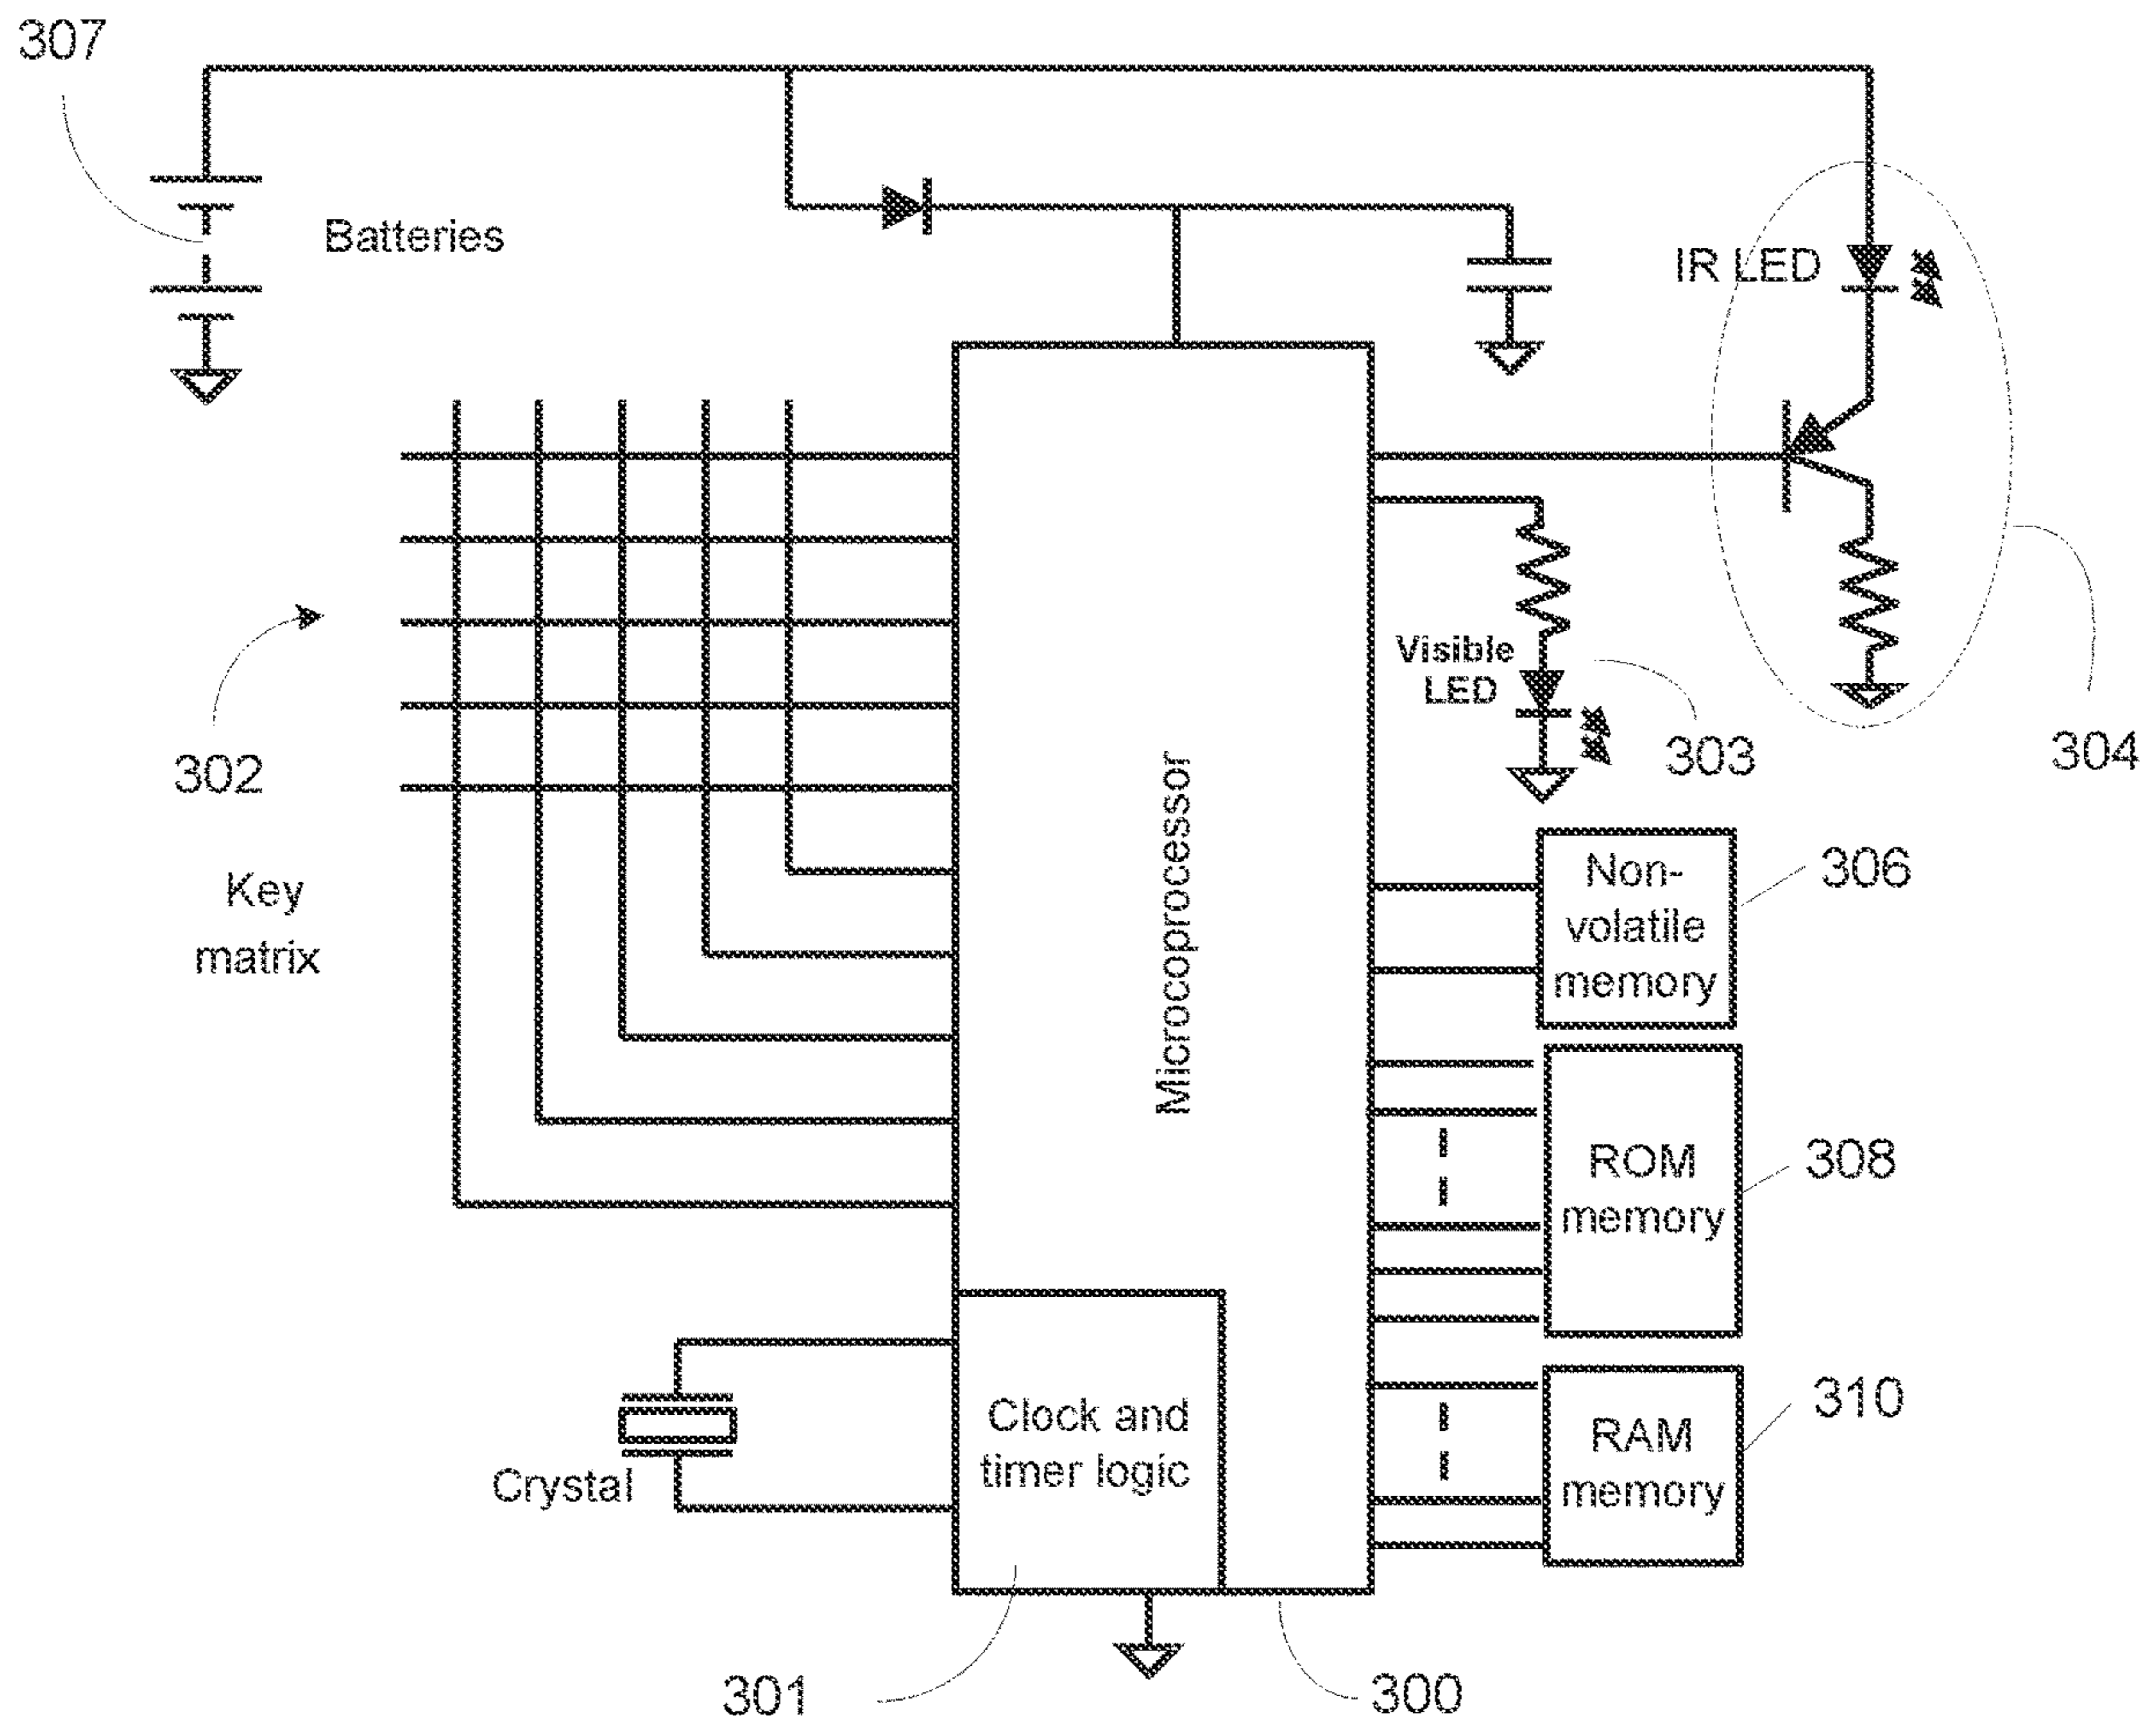 307
Batteries
IR LED
Visible
LED
302
303
304
Key
matrix
Microcoprocessor
Non-
volatile
memory
306
ROM
memory
308
Clock and
timer logic
Crystal
RAM
memory
310
301
300